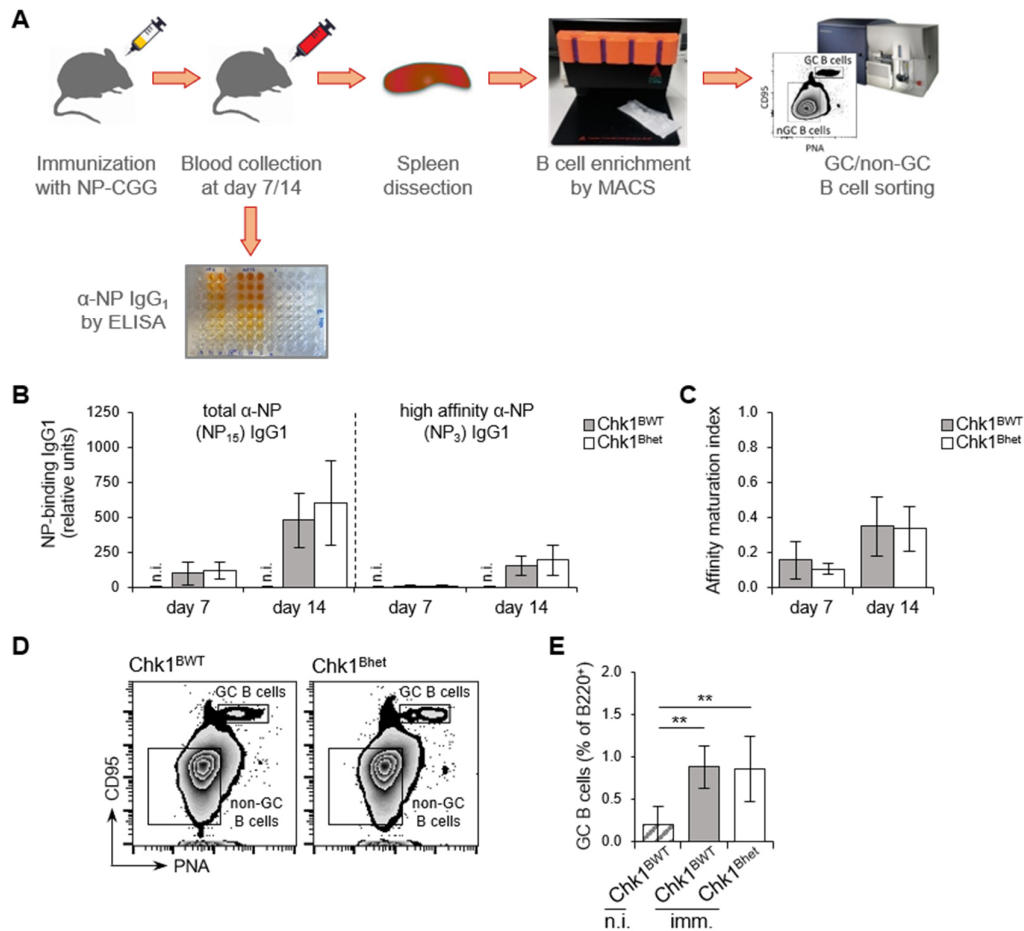 A
GC B cells
CD95
nGC B cells
PNA
Immunization
with NP-CGG
Blood collection
at day 7/14
Spleen
dissection
B cell enrichment
by MACS
GC/non-GC
B cell sorting
α-NP IgG₁
by ELISA
B
NP-binding IgG1
(relative units)
1250
1000
750
500
250
0
total α-NP
(NP₁₅) IgG1
high affinity α-NP
(NP₃) IgG1
Chk1ᴮᵂᵀ
Chk1ᴮʰᵉᵗ
n.i.
n.i.
n.i.
n.i.
day 7
day 14
day 7
day 14
C
Affinity maturation index
1.0
0.8
0.6
0.4
0.2
0.0
Chk1ᴮᵂᵀ
Chk1ᴮʰᵉᵗ
day 7
day 14
D
Chk1ᴮᵂᵀ
Chk1ᴮʰᵉᵗ
GC B cells
GC B cells
non-GC
B cells
non-GC
B cells
CD95
PNA
E
GC B cells (% of B220⁺)
2.0
1.5
1.0
0.5
0.0
**
**
Chk1ᴮᵂᵀ
Chk1ᴮᵂᵀ
Chk1ᴮʰᵉᵗ
n.i.
imm.